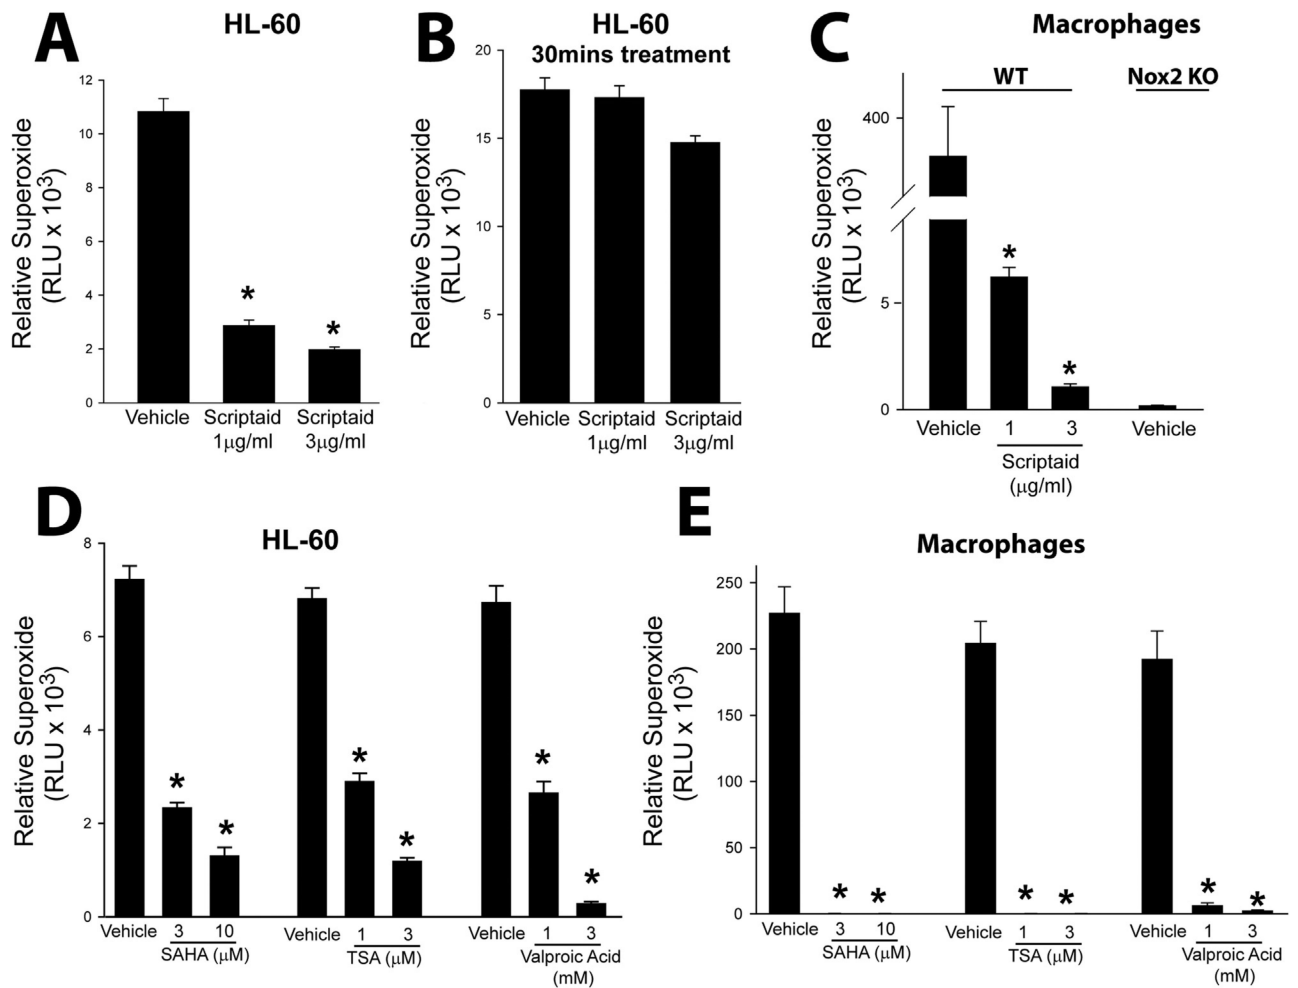 A
HL-60
Relative Superoxide
(RLU x 10³)
12
10
8
6
4
2
0
*
*
Vehicle
Scriptaid
1μg/ml
Scriptaid
3μg/ml
B
HL-60
30mins treatment
Relative Superoxide
(RLU x 10³)
20
15
10
5
0
Vehicle
Scriptaid
1μg/ml
Scriptaid
3μg/ml
C
Macrophages
WT
Nox2 KO
Relative Superoxide
(RLU x 10³)
400
5
0
*
*
Vehicle
1
3
Vehicle
Scriptaid
(μg/ml)
D
HL-60
Relative Superoxide
(RLU x 10³)
8
6
4
2
0
*
*
*
*
*
*
Vehicle
3
10
SAHA (μM)
Vehicle
1
3
TSA (μM)
Vehicle
1
3
Valproic Acid
(mM)
E
Macrophages
Relative Superoxide
(RLU x 10³)
250
200
150
100
50
0
*
*
*
*
*
*
Vehicle
3
10
SAHA (μM)
Vehicle
1
3
TSA (μM)
Vehicle
1
3
Valproic Acid
(mM)